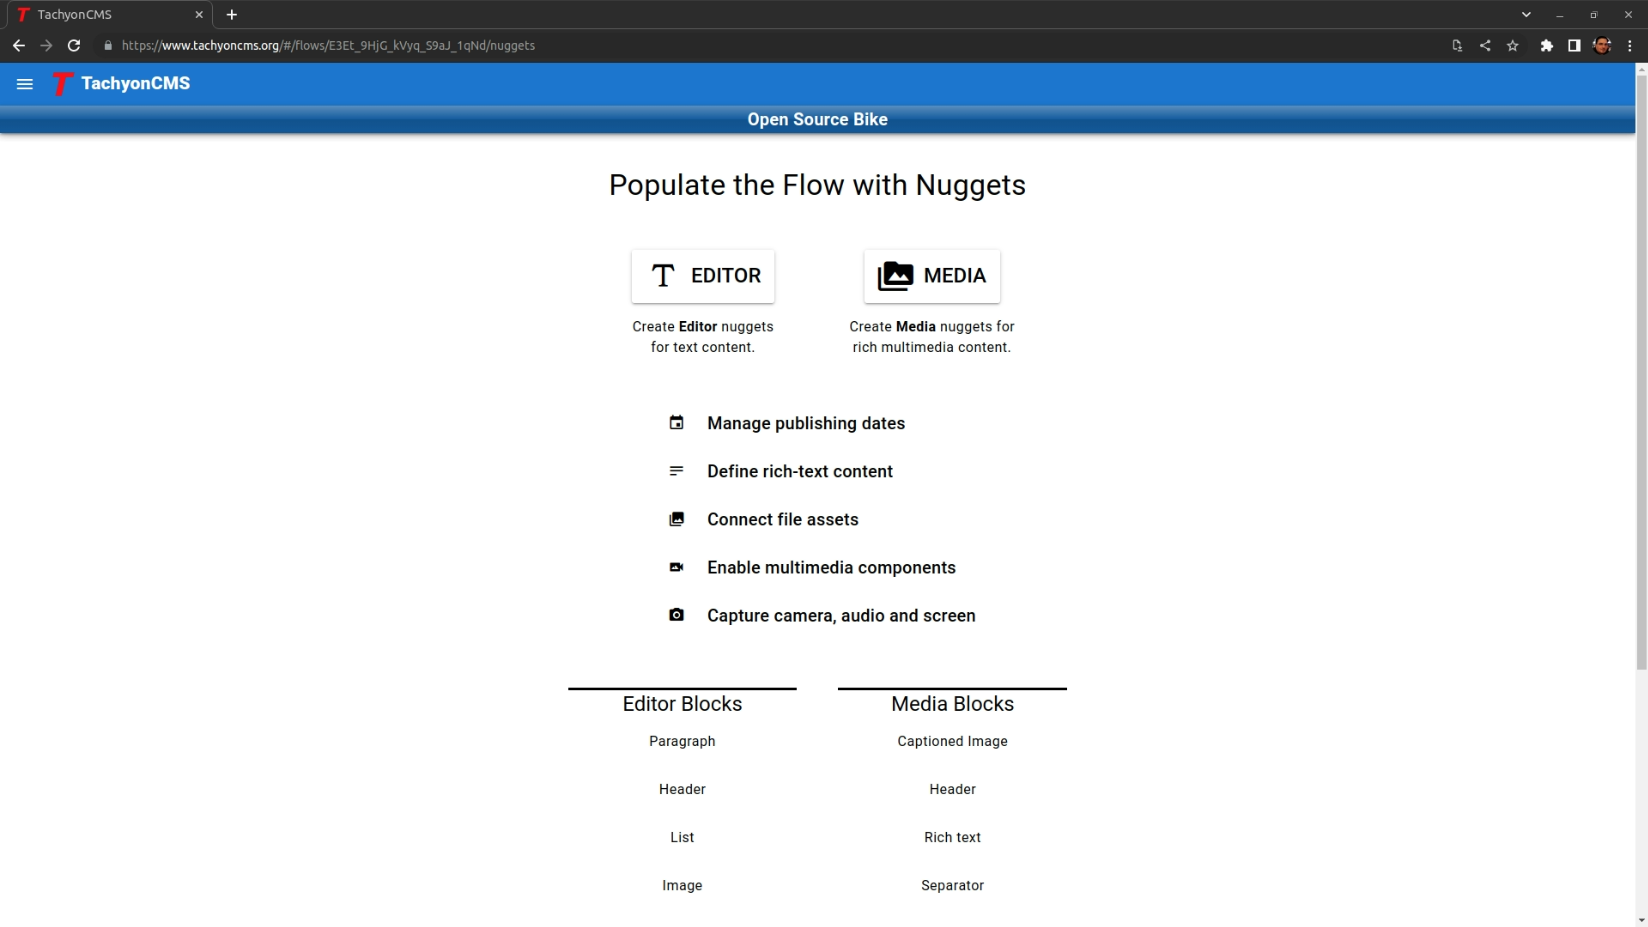 TachyonCMS
https://www.tachyoncms.org/#/flows/E3Et_9HjG_kVyq_S9aJ_1qNd/nuggets
TachyonCMS
Open Source Bike
Populate the Flow with Nuggets
EDITOR
Create Editor nuggets
for text content.
MEDIA
Create Media nuggets for
rich multimedia content.
Manage publishing dates
Define rich-text content
Connect file assets
Enable multimedia components
Capture camera, audio and screen
Editor Blocks
Paragraph
Header
List
Image
Media Blocks
Captioned Image
Header
Rich text
Separator